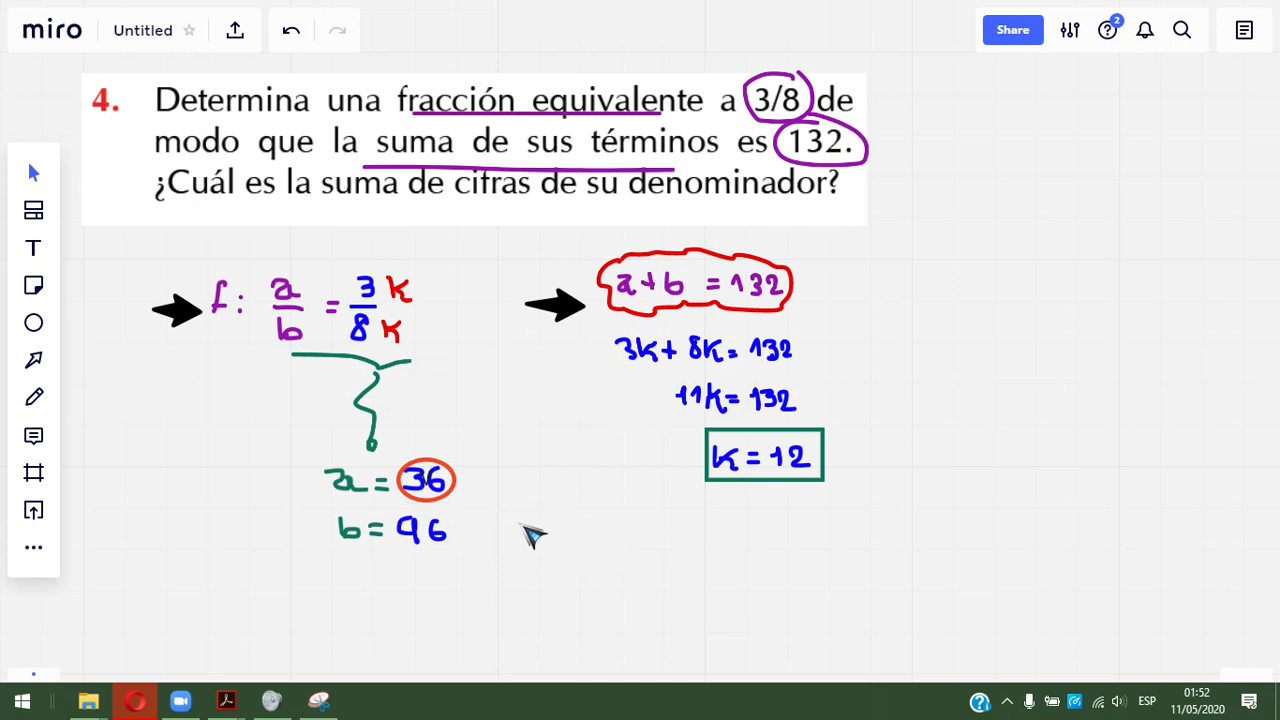 miro
Untitled
Share
2
4. Determina una fracción equivalente a 3/8 de
modo que la suma de sus términos es 132.
¿Cuál es la suma de cifras de su denominador?
f: a/b = 3k/8k
a+b = 132
3k+ 8k= 132
11k= 132
k = 12
a = 36
b = 96
T
ESP
01:52
11/05/2020